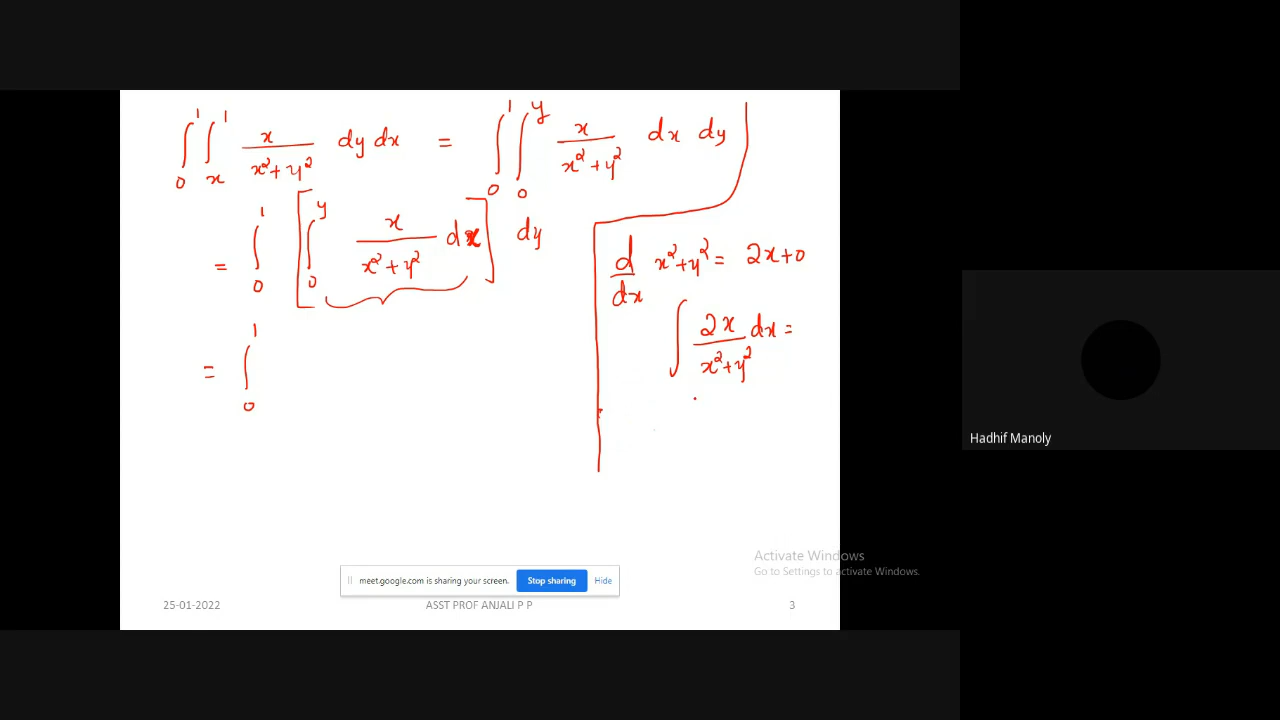 ∫₀¹ ∫ₓ¹ x/(x²+y²) dy dx = ∫₀¹ ∫₀ʸ x/(x²+y²) dx dy
= ∫₀¹ [∫₀ʸ x/(x²+y²) dx] dy
= ∫₀¹
d/dx x²+y² = 2x+0
∫ 2x/(x²+y²) dx =
Hadhif Manoly
Activate Windows
Go to Settings to activate Windows.
meet.google.com is sharing your screen. Stop sharing Hide
25-01-2022 ASST PROF ANJALI P P 3